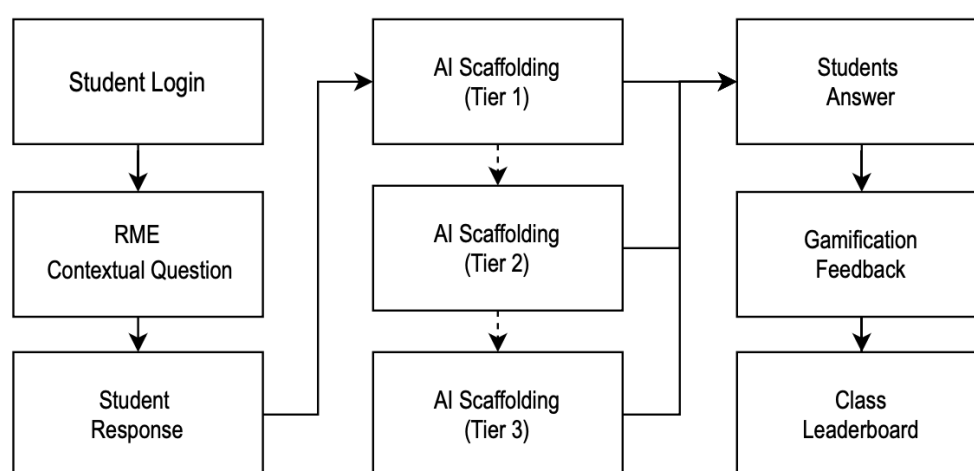 Student Login
RME
Contextual Question
Student
Response
AI Scaffolding
(Tier 1)
AI Scaffolding
(Tier 2)
AI Scaffolding
(Tier 3)
Students
Answer
Gamification
Feedback
Class
Leaderboard